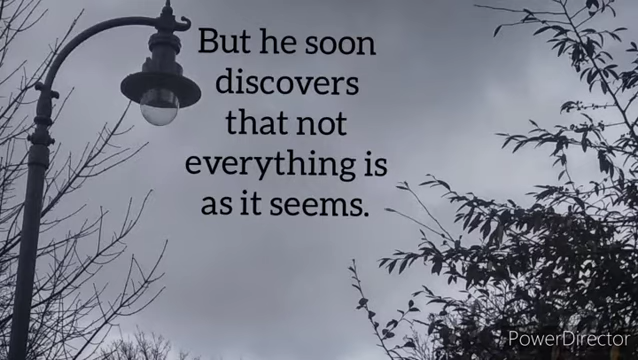 But he soon
discovers
that not
everything is
as it seems.
PowerDirector